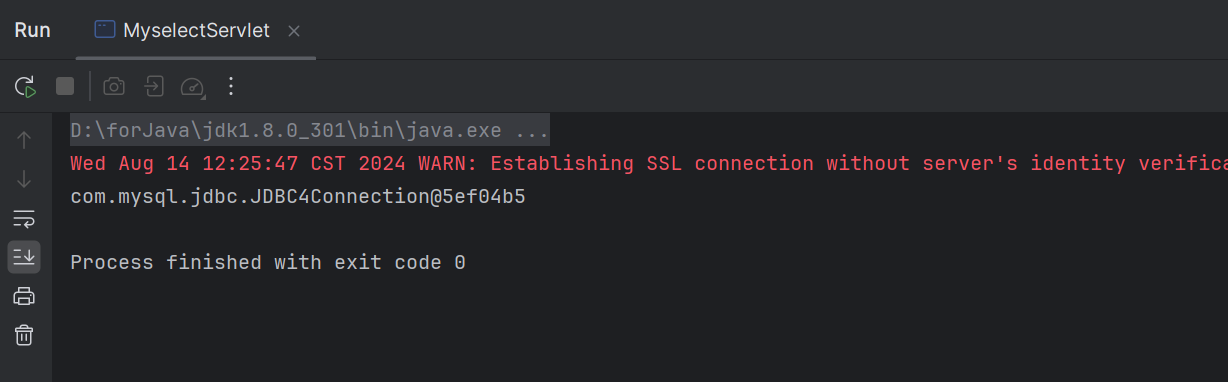 Run
MyselectServlet
D:\forJava\jdk1.8.0_301\bin\java.exe ...
Wed Aug 14 12:25:47 CST 2024 WARN: Establishing SSL connection without server's identity verifica
com.mysql.jdbc.JDBC4Connection@5ef04b5
Process finished with exit code 0